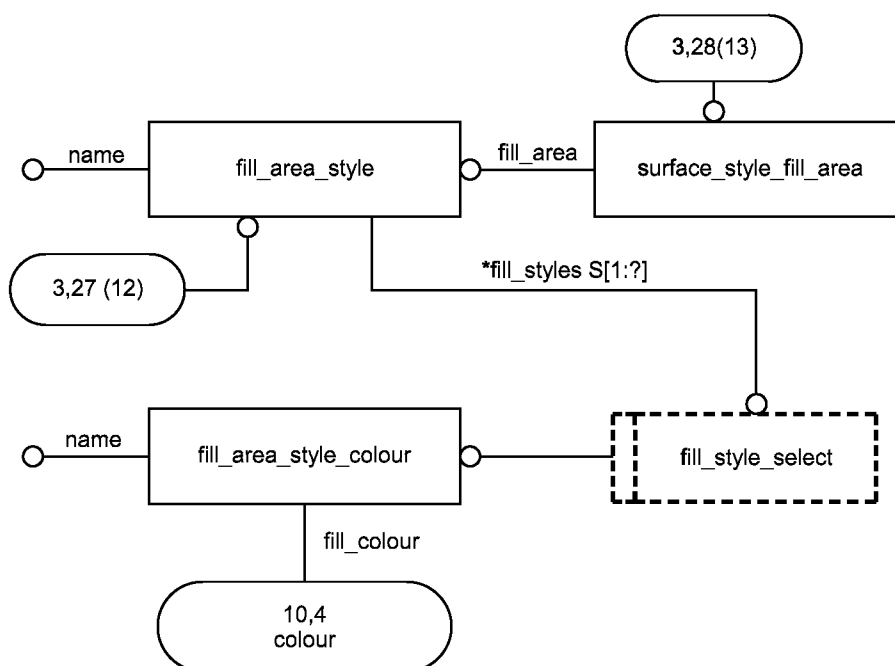 3,28(13)
name
fill_area_style
fill_area
surface_style_fill_area
3,27 (12)
*fill_styles S[1:?]
name
fill_area_style_colour
fill_style_select
fill_colour
10,4
colour